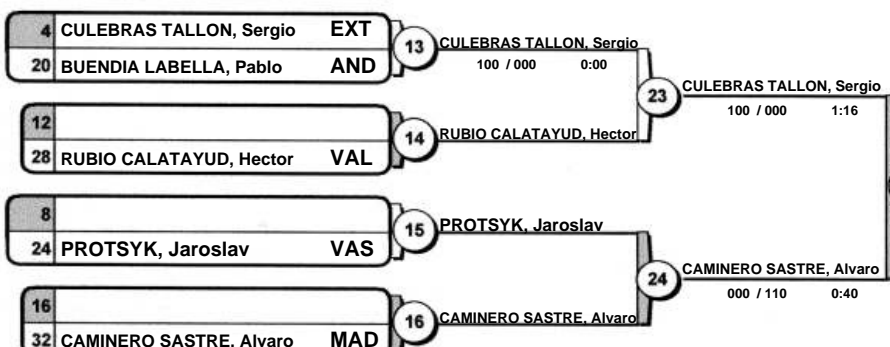 4 CULEBRAS TALLON, Sergio EXT
20 BUENDIA LABELLA, Pablo AND
13
CULEBRAS TALLON, Sergio
100 / 000 0:00
12
28 RUBIO CALATAYUD, Hector VAL
14
RUBIO CALATAYUD, Hector
23
CULEBRAS TALLON, Sergio
100 / 000 1:16
8
24 PROTSYK, Jaroslav VAS
15
PROTSYK, Jaroslav
16
32 CAMINERO SASTRE, Alvaro MAD
16
CAMINERO SASTRE, Alvaro
24
CAMINERO SASTRE, Alvaro
000 / 110 0:40